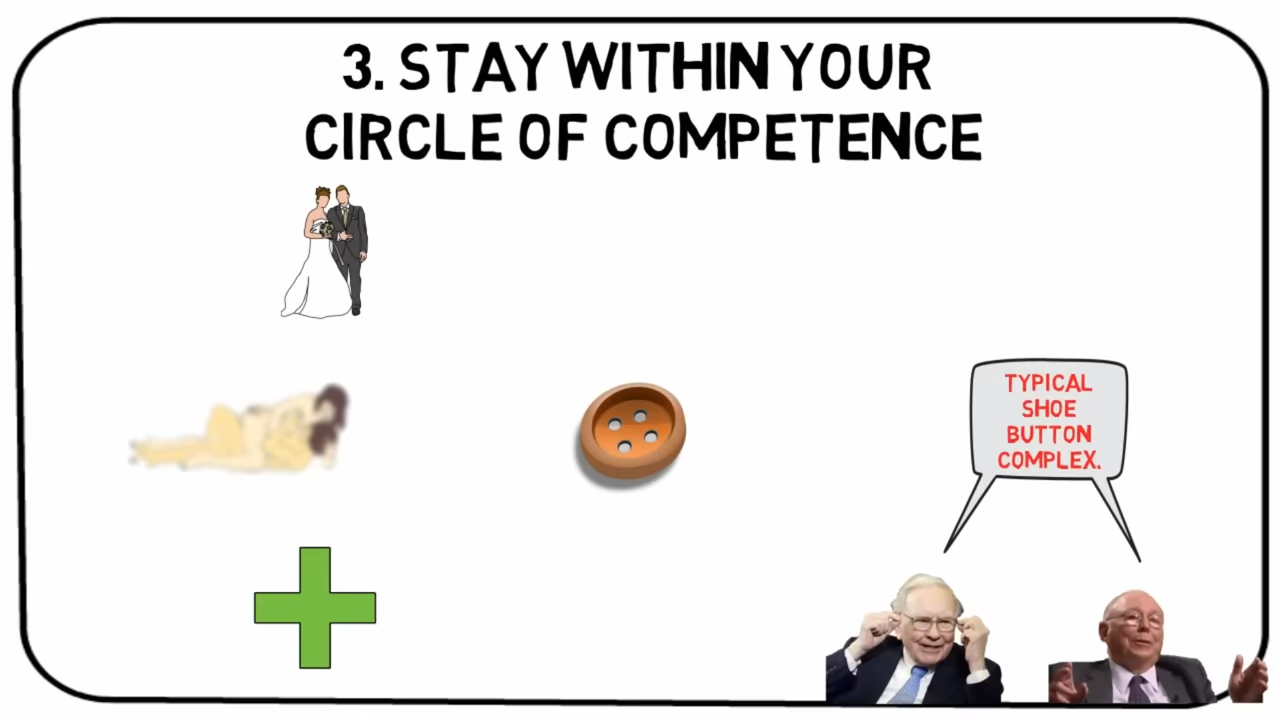 3. STAY WITHIN YOUR
CIRCLE OF COMPETENCE
TYPICAL
SHOE
BUTTON
COMPLEX.